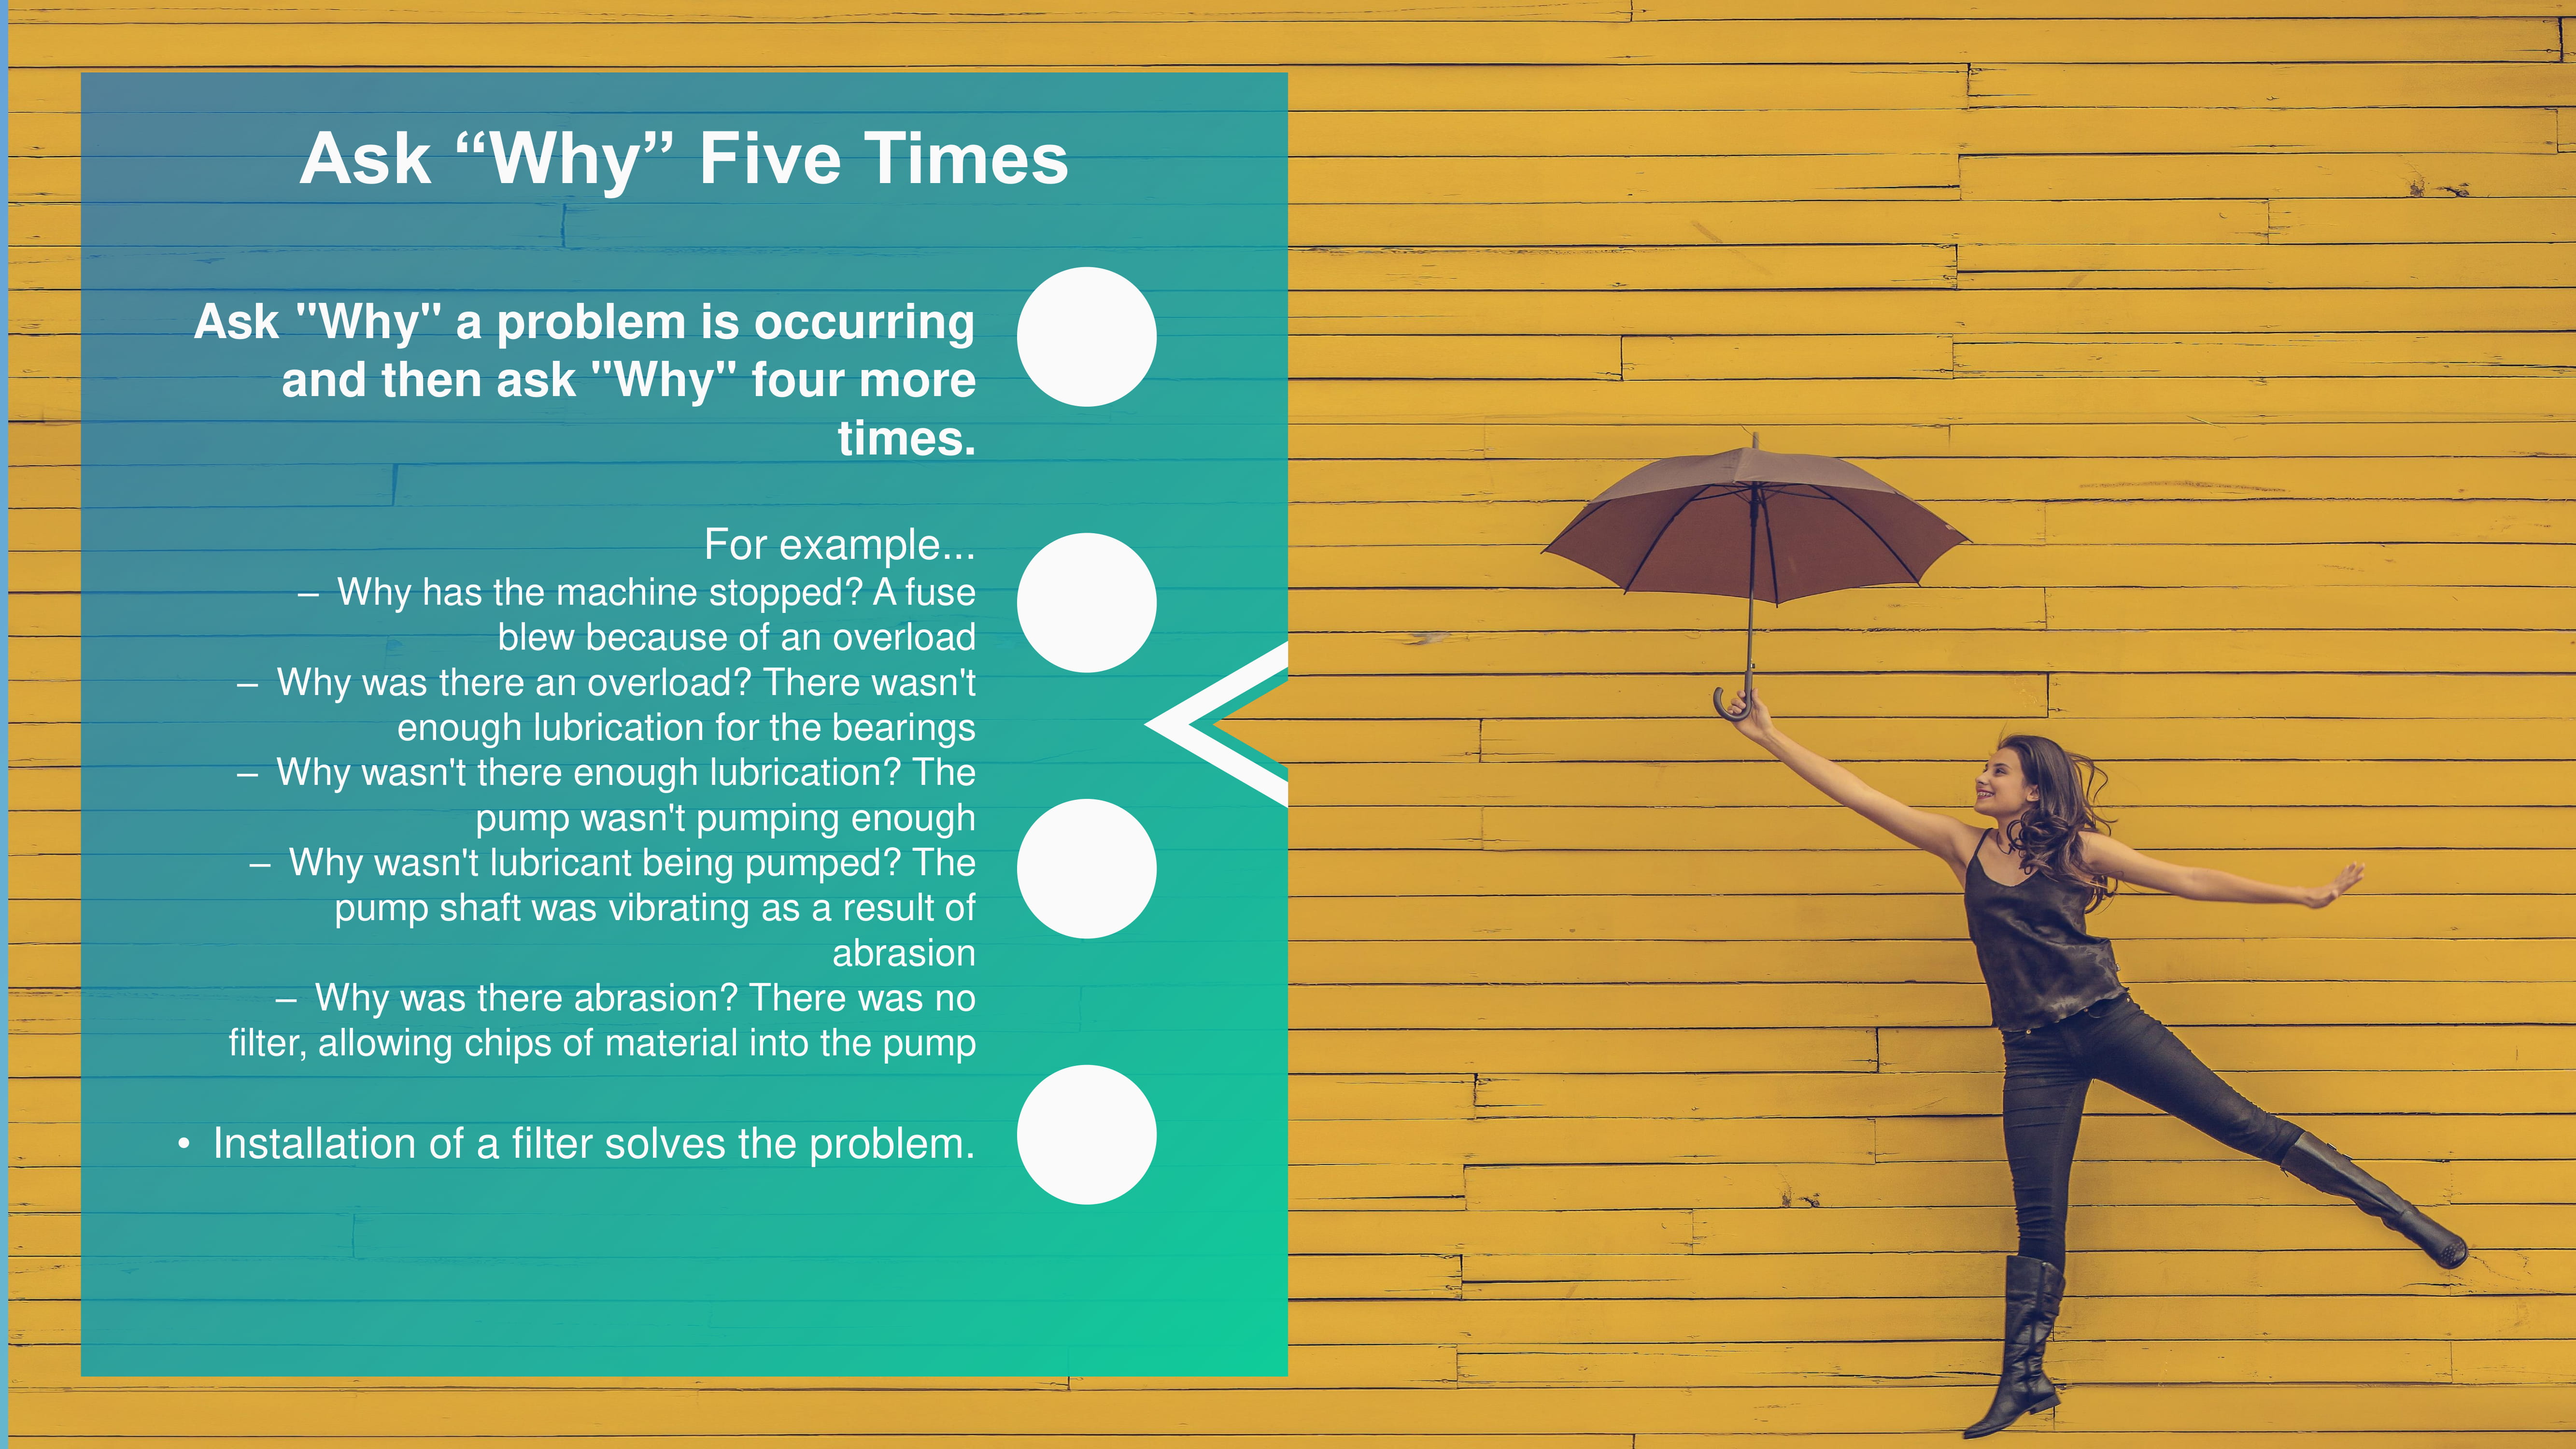 Ask “Why” Five Times
Ask "Why" a problem is occurring
and then ask "Why" four more
times.
For example...
– Why has the machine stopped? A fuse
blew because of an overload
– Why was there an overload? There wasn't
enough lubrication for the bearings
– Why wasn't there enough lubrication? The
pump wasn't pumping enough
– Why wasn't lubricant being pumped? The
pump shaft was vibrating as a result of
abrasion
– Why was there abrasion? There was no
filter, allowing chips of material into the pump
• Installation of a filter solves the problem.